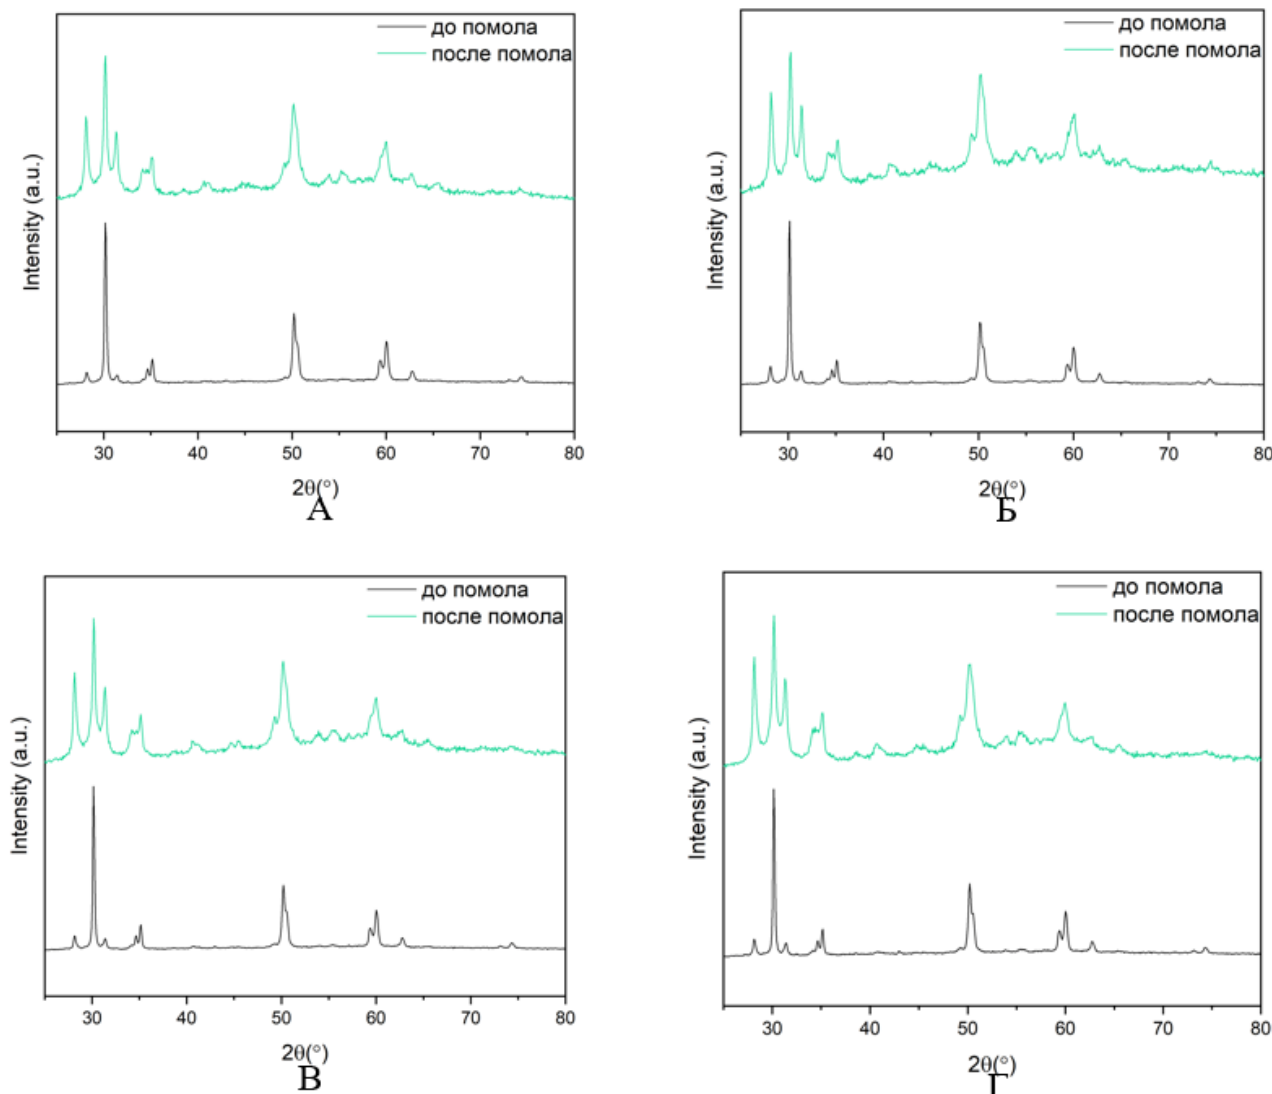 до помола
после помола
Intensity (a.u.)
30 40 50 60 70 80
2θ(°)
А
до помола
после помола
Intensity (a.u.)
30 40 50 60 70 80
2θ(°)
Б
до помола
после помола
Intensity (a.u.)
30 40 50 60 70 80
2θ(°)
В
до помола
после помола
Intensity (a.u.)
30 40 50 60 70 80
2θ(°)
Г